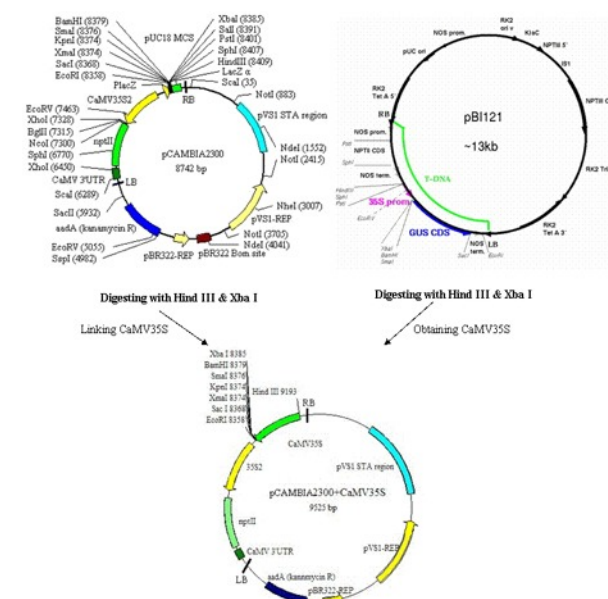 BamHI (8379)
SmaI (8376)
KpnI (8374)
XmaI (8374)
SacI (8368)
EcoRI (8358)
pUC18 MCS
XbaI (8385)
SalI (8391)
PstI (8401)
SphI (8407)
HindIII (8409)
LacZ α
ScaI (35)
PlacZ
RB
CaMV35S2
NotI (883)
EcoRV (7463)
XhoI (7328)
BglII (7315)
NcoI (7300)
SphI (6770)
XhoI (6450)
nptII
pVS1 STA region
pCAMBIA2300
8742 bp
NdeI (1552)
NotI (2415)
CaMV 3'UTR
LB
ScaI (6289)
SacII (5932)
aadA (kanamycin R)
NheI (3007)
pVS1-REP
NotI (3705)
NdeI (4041)
EcoRV (5055)
SspI (4982)
pBR322-REP
pBR322 Bom site
RK2
ori v
NOS prom.
KlaC
NPTIII 5'
IS1
pUC ori
RK2
Tet A 5'
RB
pBI121
~13kb
NOS prom.
NPTII CDS
NOS term.
T-DNA
35S prom.
GUS CDS
NOS
term.
LB
RK2
Tet A 3'
Digesting with Hind III & Xba I
Digesting with Hind III & Xba I
Linking CaMV35S
Obtaining CaMV35S
Xba I 8385
BamHI 8379
SmaI 8376
KpnI 8374
XmaI 8374
Sac I 8368
EcoRI 8358
Hind III 9193
RB
CaMV35S
35S2
pVS1 STA region
pCAMBIA2300+CaMV35S
9525 bp
nptII
pVS1-REP
CaMV 3'UTR
LB
aadA (kanamycin R)
pBR322-REP